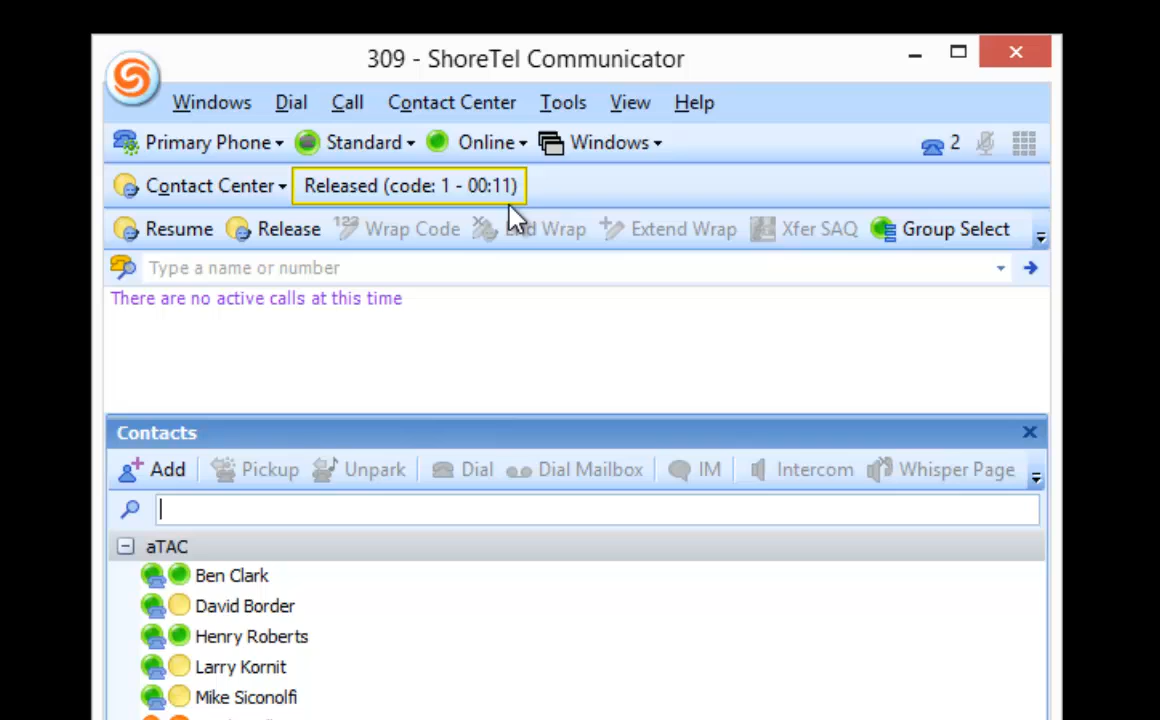 309 - ShoreTel Communicator
Windows Dial Call Contact Center Tools View Help
Primary Phone Standard Online Windows 2
Contact Center Released (code: 1 - 00:11)
Resume Release 123 Wrap Code End Wrap Extend Wrap Xfer SAQ Group Select
Type a name or number
There are no active calls at this time
Contacts
Add Pickup Unpark Dial Dial Mailbox IM Intercom Whisper Page
aTAC
Ben Clark
David Border
Henry Roberts
Larry Kornit
Mike Siconolfi